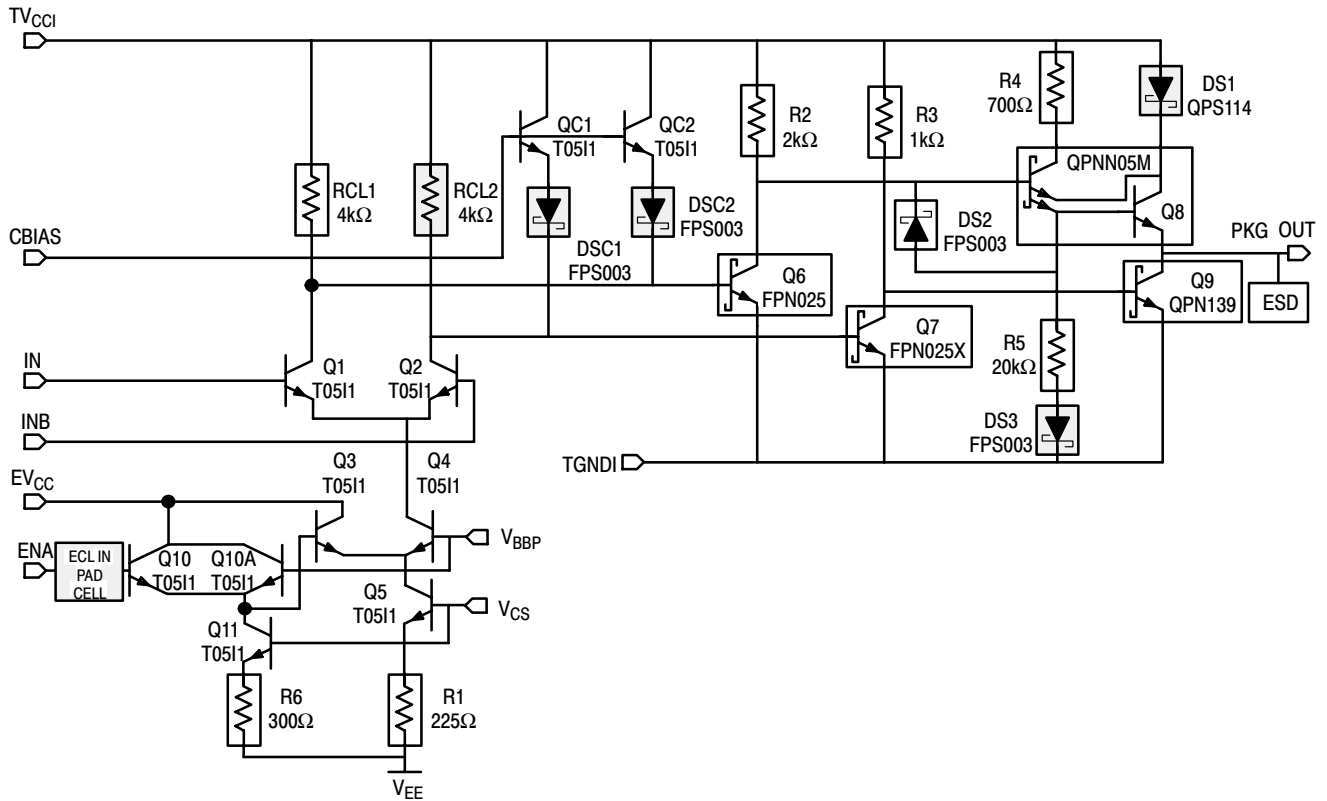 TVCCI
R4
700Ω
DS1
QPS114
R2
2kΩ
R3
1kΩ
QC1
T05I1
QC2
T05I1
QPNN05M
RCL1
4kΩ
RCL2
4kΩ
DSC2
FPS003
DSC1
FPS003
DS2
FPS003
Q8
PKG OUT
CBIAS
Q6
FPN025
Q9
QPN139
ESD
Q7
FPN025X
IN
Q1
T05I1
Q2
T05I1
R5
20kΩ
INB
DS3
FPS003
TGNDI
EVCC
Q3
T05I1
Q4
T05I1
VBBP
ENA
ECL IN
PAD
CELL
Q10
T05I1
Q10A
T05I1
Q5
T05I1
VCS
Q11
T05I1
R6
300Ω
R1
225Ω
VEE